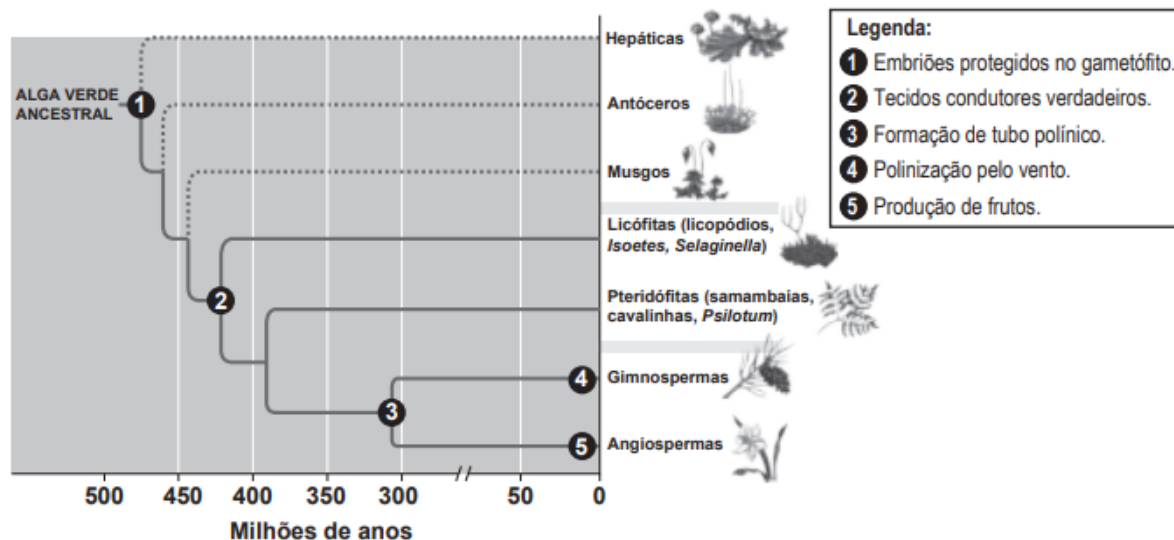 Hepáticas
ALGA VERDE
ANCESTRAL
1
Antóceros
Musgos
Licófitas (licopódios,
Isoetes, Selaginella)
2
Pteridófitas (samambaias,
cavalinhas, Psilotum)
Gimnospermas
4
3
Angiospermas
5
500 450 400 350 300 50 0
Milhões de anos
Legenda:
1 Embriões protegidos no gametófito.
2 Tecidos condutores verdadeiros.
3 Formação de tubo polínico.
4 Polinização pelo vento.
5 Produção de frutos.